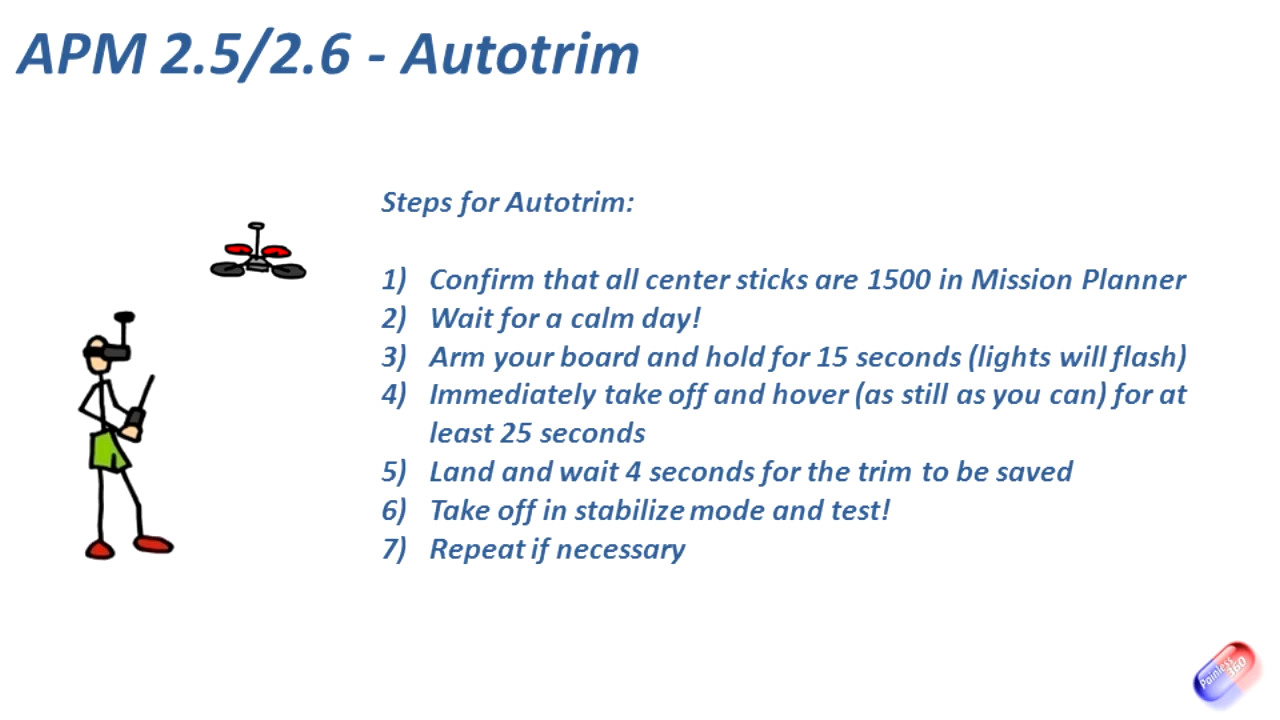 APM 2.5/2.6 - Autotrim
Steps for Autotrim:
1) Confirm that all center sticks are 1500 in Mission Planner
2) Wait for a calm day!
3) Arm your board and hold for 15 seconds (lights will flash)
4) Immediately take off and hover (as still as you can) for at
least 25 seconds
5) Land and wait 4 seconds for the trim to be saved
6) Take off in stabilize mode and test!
7) Repeat if necessary
Painless
360